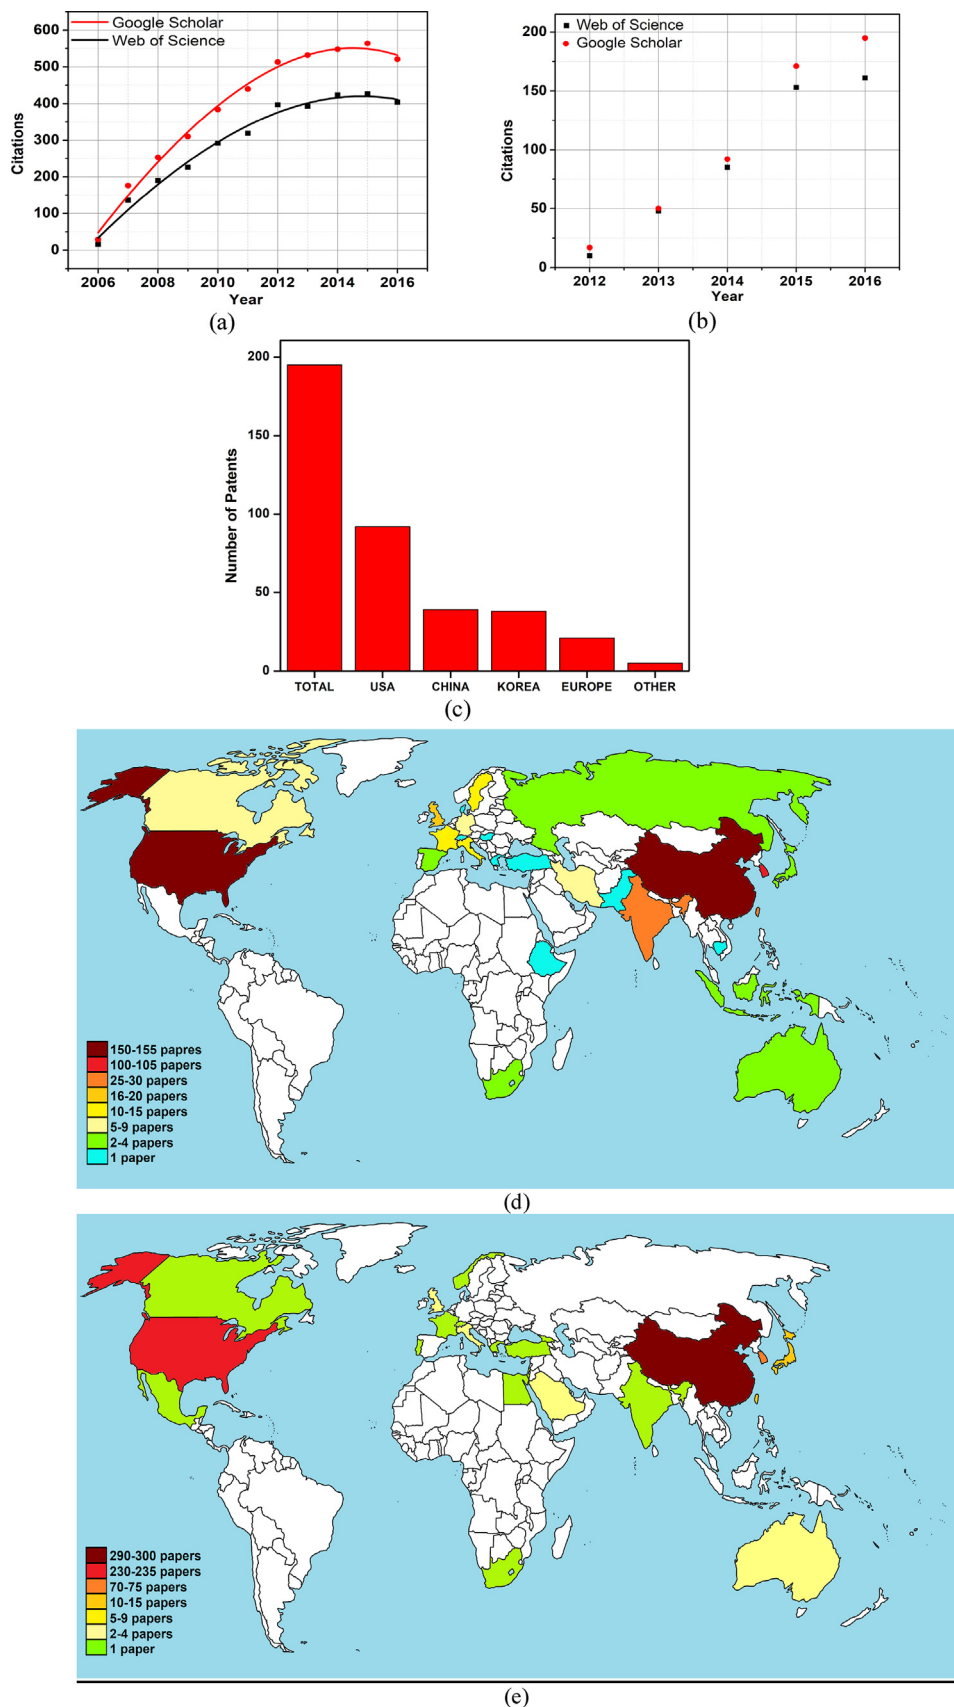 Google Scholar
Web of Science
600
500
400
300
200
100
0
Citations
2006 2008 2010 2012 2014 2016
Year
(a)
Web of Science
Google Scholar
200
150
100
50
0
Citations
2012 2013 2014 2015 2016
Year
(b)
200
150
100
50
0
Number of Patents
TOTAL USA CHINA KOREA EUROPE OTHER
(c)
150-155 papres
100-105 papers
25-30 papers
16-20 papers
10-15 papers
5-9 papers
2-4 papers
1 paper
(d)
290-300 papers
230-235 papers
70-75 papers
10-15 papers
5-9 papers
2-4 papers
1 paper
(e)